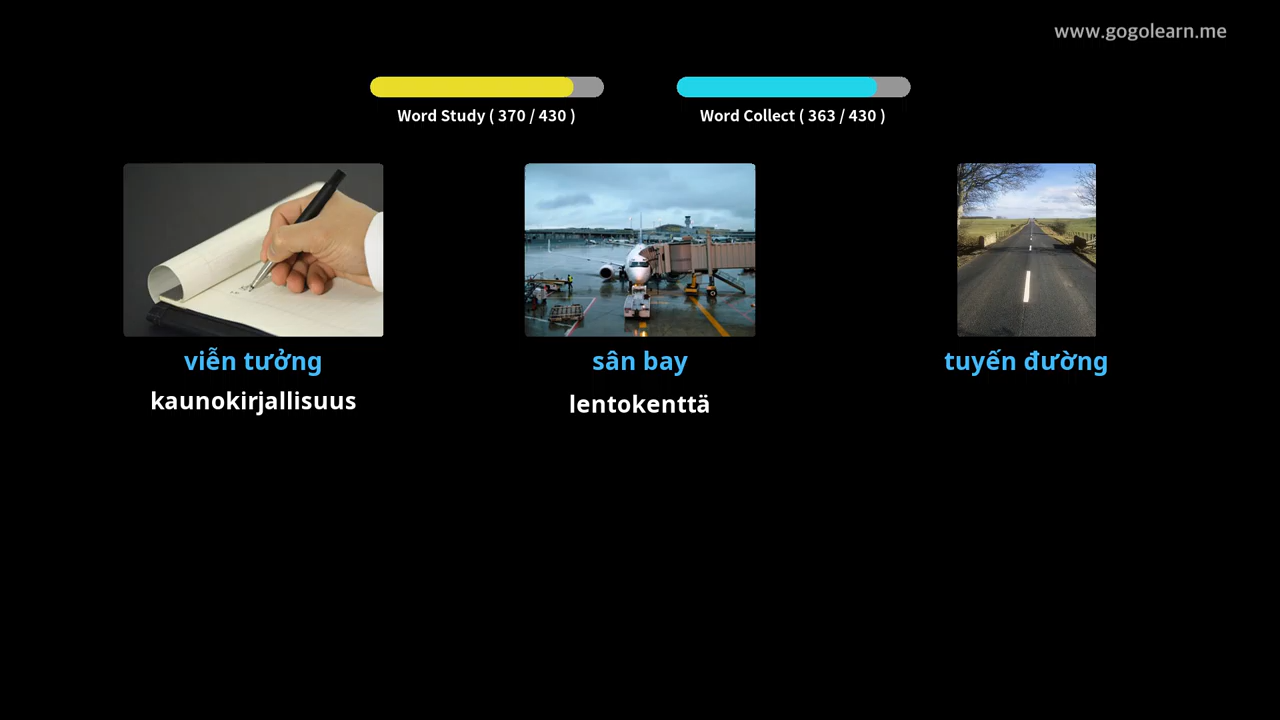 www.gogolearn.me
Word Study ( 370 / 430 )
Word Collect ( 363 / 430 )
viễn tưởng
sân bay
tuyến đường
kaunokirjallisuus
lentokenttä